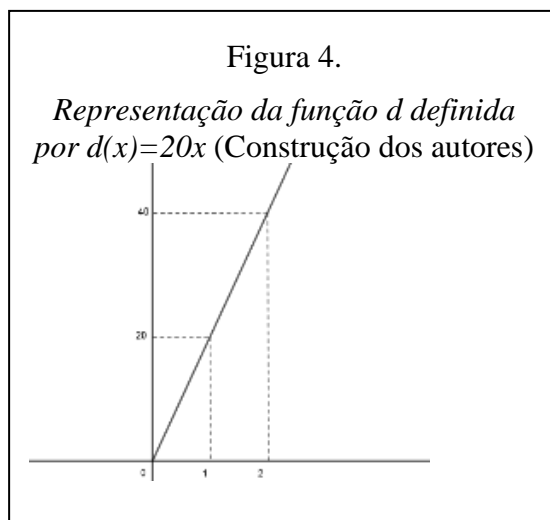 Figura 4.
Representação da função d definida
por d(x)=20x (Construção dos autores)
40
20
0 1 2